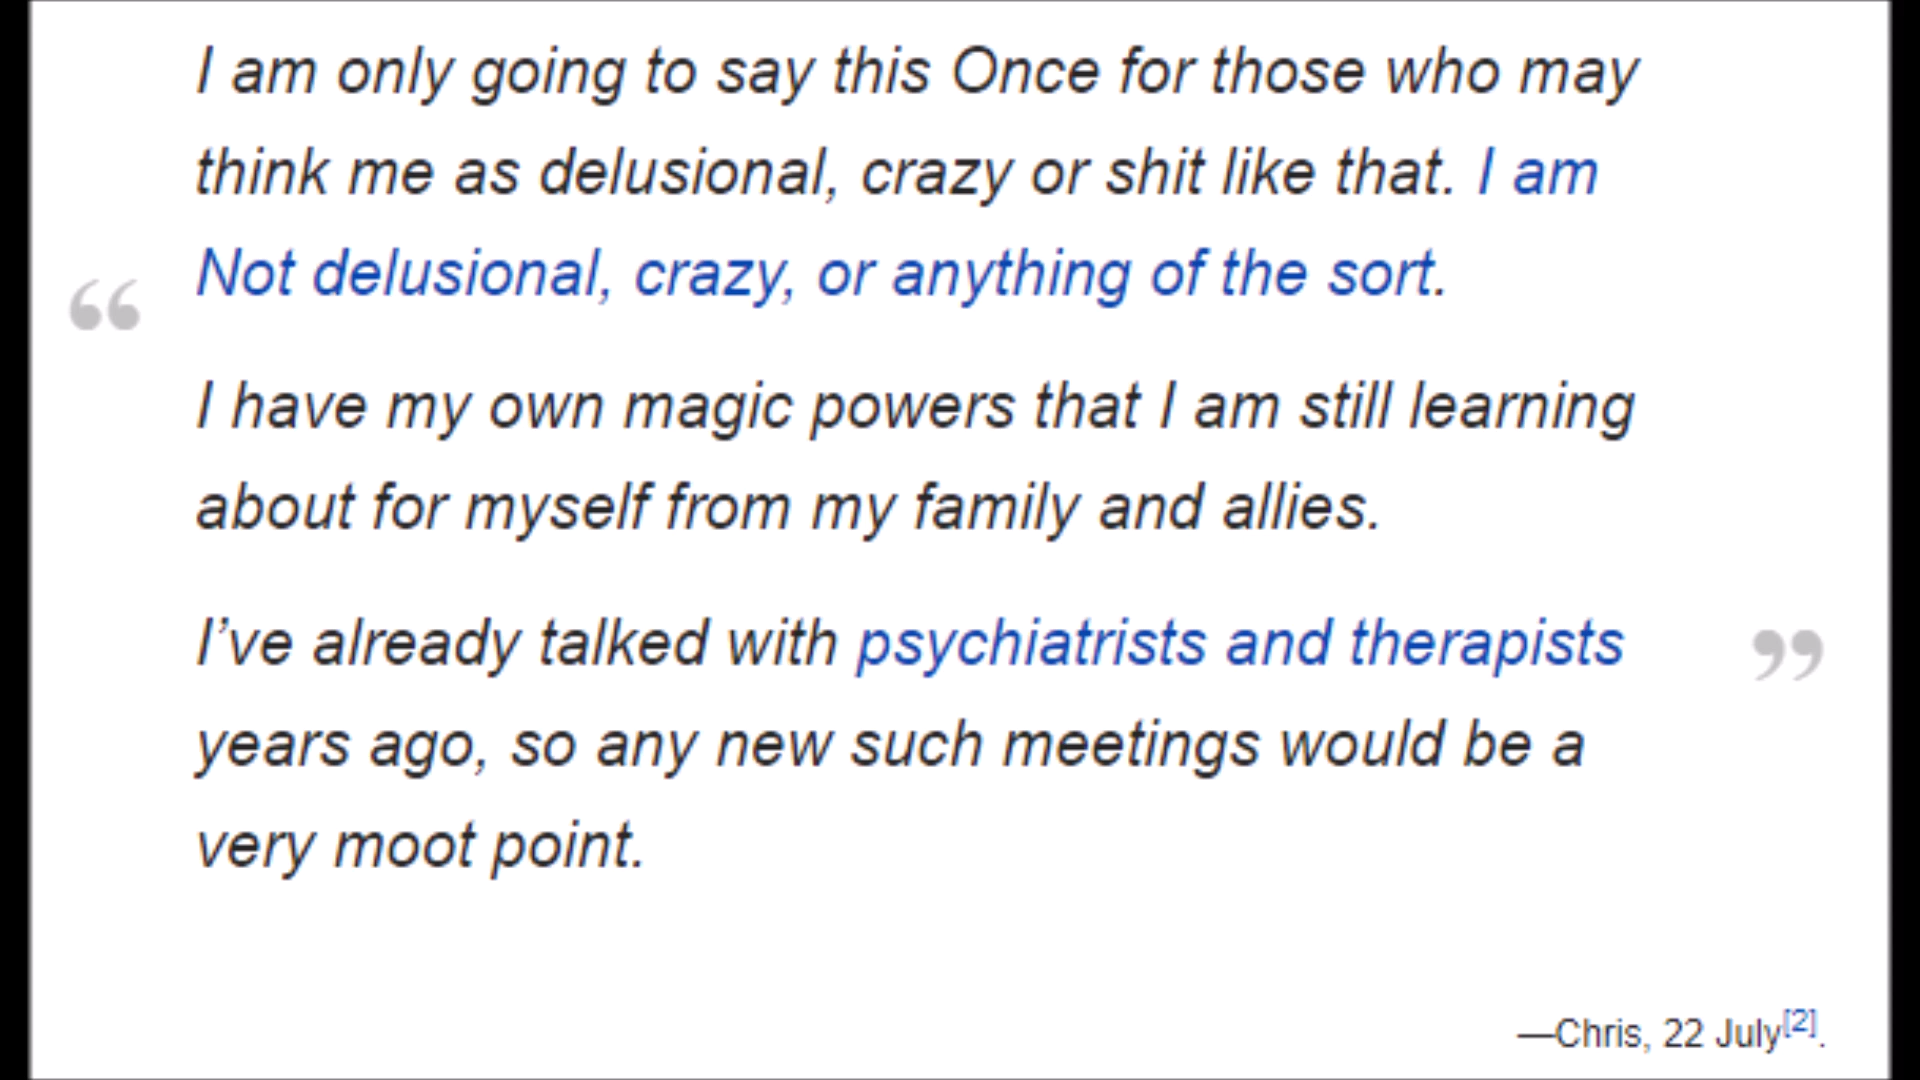 I am only going to say this Once for those who may
think me as delusional, crazy or shit like that. I am
Not delusional, crazy, or anything of the sort.
“
I have my own magic powers that I am still learning
about for myself from my family and allies.
I’ve already talked with psychiatrists and therapists
”
years ago, so any new such meetings would be a
very moot point.
—Chris, 22 July[2].